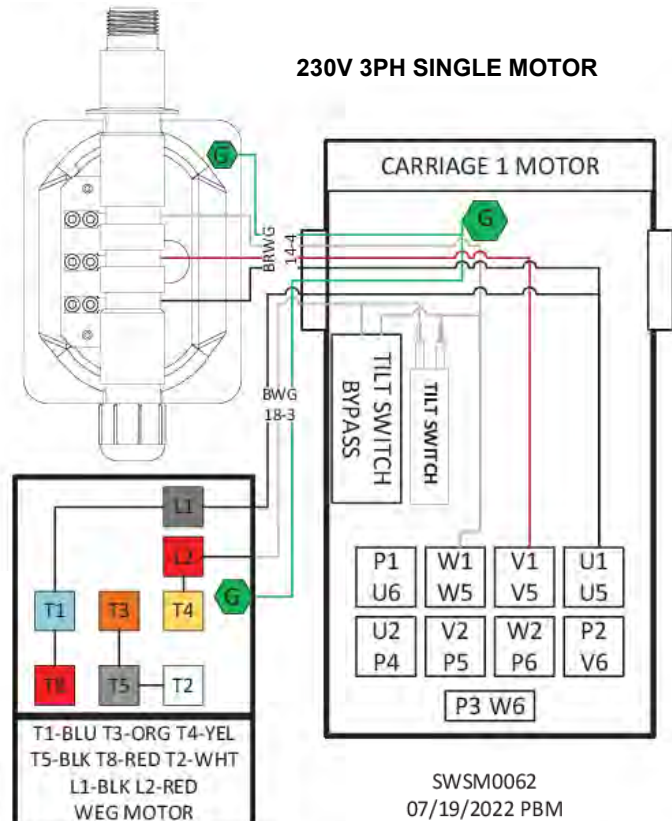 230V 3PH SINGLE MOTOR
G
CARRIAGE 1 MOTOR
G
BRWG
14-4
BWG
18-3
TILT SWITCH
BYPASS
TILT SWITCH
L1
L2
G
T1
T3
T4
T8
T5
T2
P1
U6
W1
W5
V1
V5
U1
U5
U2
P4
V2
P5
W2
P6
P2
V6
P3 W6
T1-BLU T3-ORG T4-YEL
T5-BLK T8-RED T2-WHT
L1-BLK L2-RED
WEG MOTOR
SWSM0062
07/19/2022 PBM